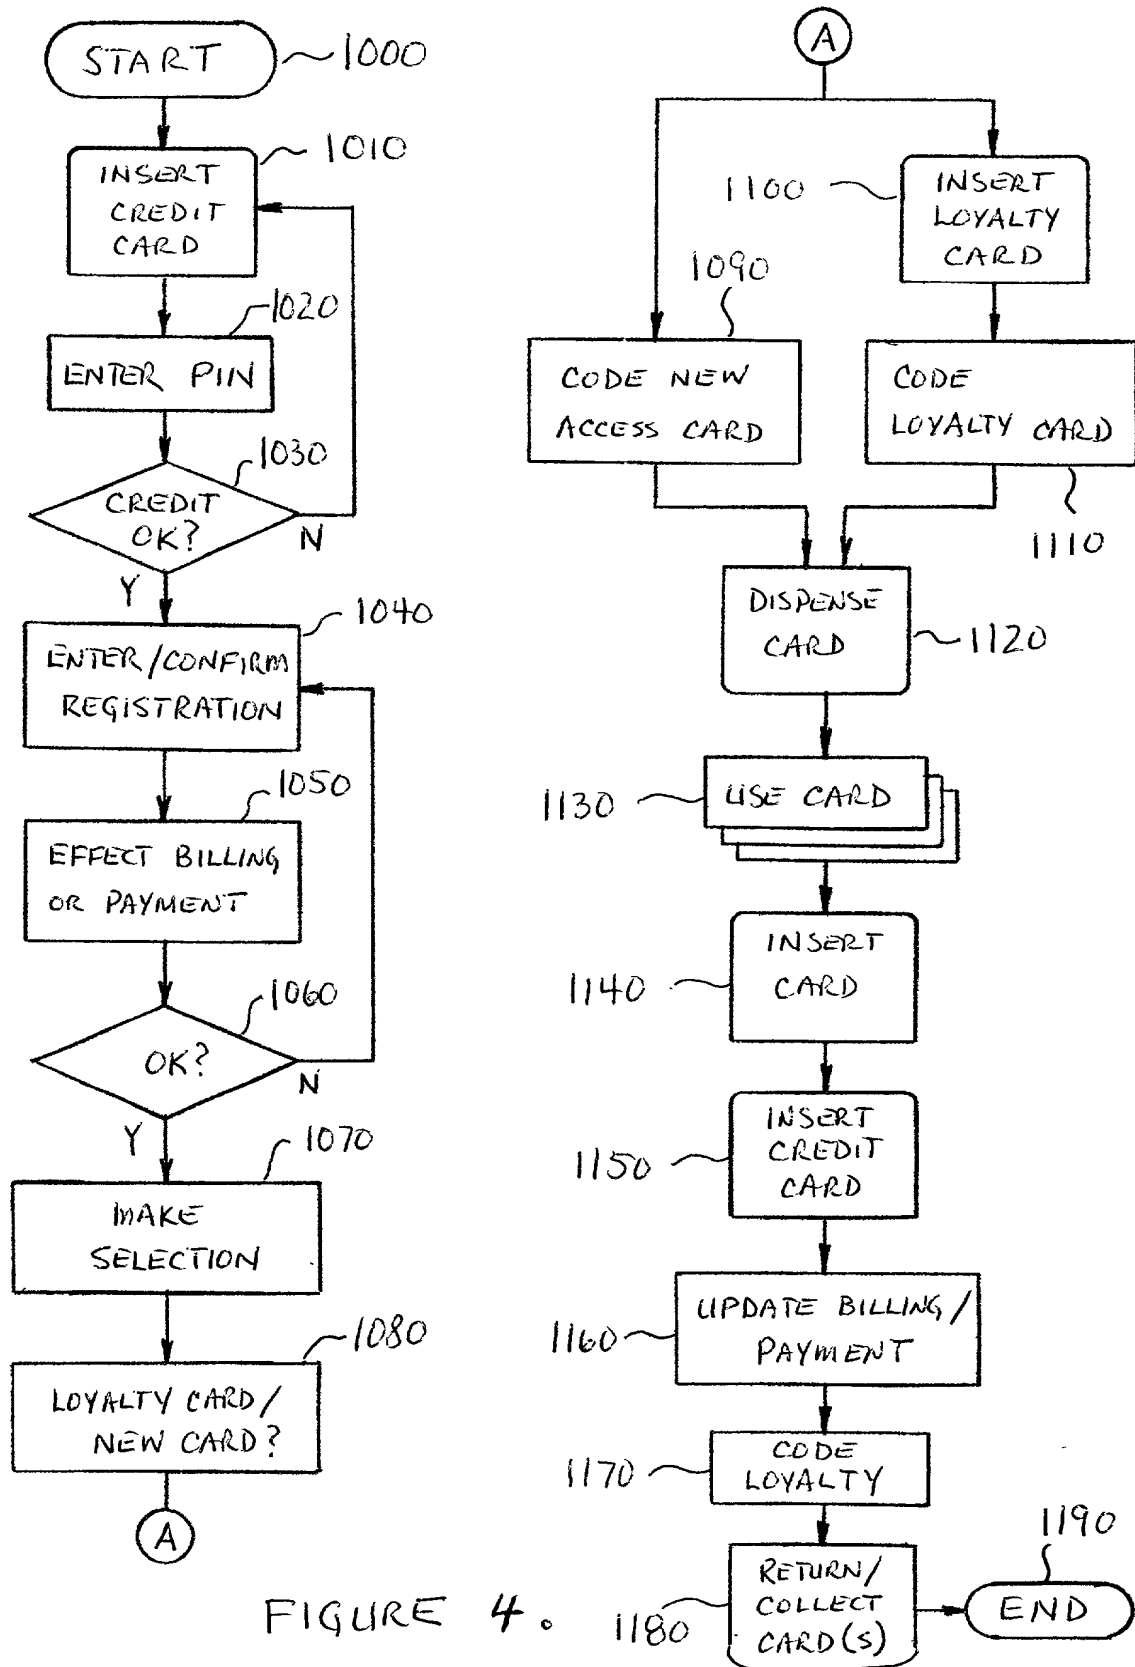 START
1000
INSERT
CREDIT
CARD
1010
ENTER PIN
1020
CREDIT
OK?
1030
N
Y
ENTER/CONFIRM
REGISTRATION
1040
EFFECT BILLING
OR PAYMENT
1050
OK?
1060
N
Y
MAKE
SELECTION
1070
LOYALTY CARD/
NEW CARD?
1080
A
A
INSERT
LOYALTY
CARD
1100
CODE NEW
ACCESS CARD
1090
CODE
LOYALTY CARD
1110
DISPENSE
CARD
1120
USE CARD
1130
INSERT
CARD
1140
INSERT
CREDIT
CARD
1150
UPDATE BILLING/
PAYMENT
1160
CODE
LOYALTY
1170
RETURN/
COLLECT
CARD(S)
1180
END
1190
FIGURE 4.